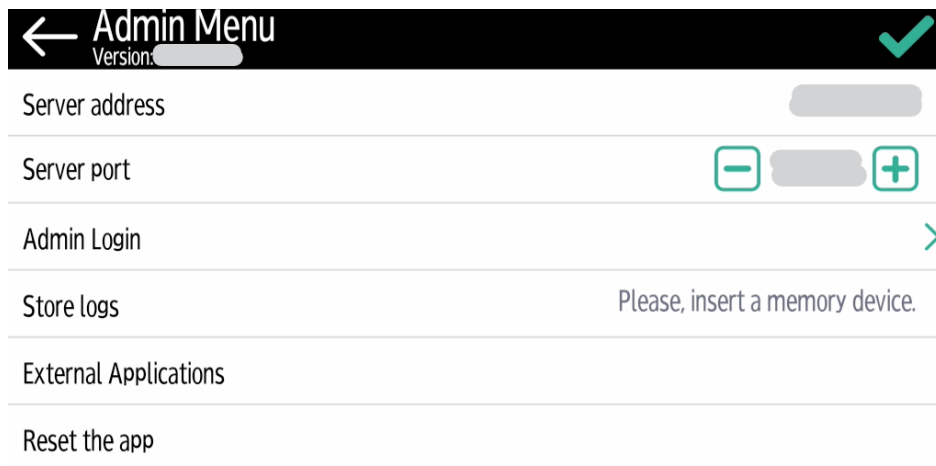 Admin Menu
Version:
Server address
Server port
Admin Login
Store logs
Please, insert a memory device.
External Applications
Reset the app